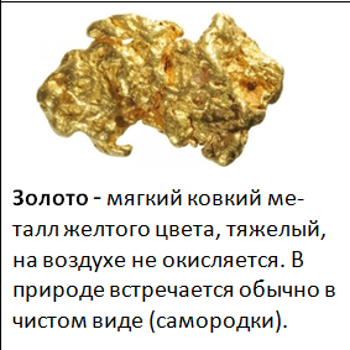 Золото - мягкий ковкий ме-
талл желтого цвета, тяжелый,
на воздухе не окисляется. В
природе встречается обычно в
чистом виде (самородки).